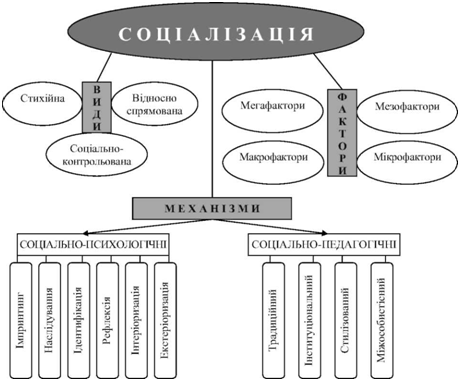 СОЦІАЛІЗАЦІЯ
Стихійна
ВИДИ
Відносно
спрямована
Соціально-
контрольована
Мегафактори
ФАКТОРИ
Мезофактори
Макрофактори
Мікрофактори
МЕХАНІЗМИ
СОЦІАЛЬНО-ПСИХОЛОГІЧНІ
СОЦІАЛЬНО-ПЕДАГОГІЧНІ
Імпринтинг
Наслідування
Ідентифікація
Рефлексія
Інтеріоризація
Екстеріоризація
Традиційний
Інституціональний
Стилізований
Міжособистісний